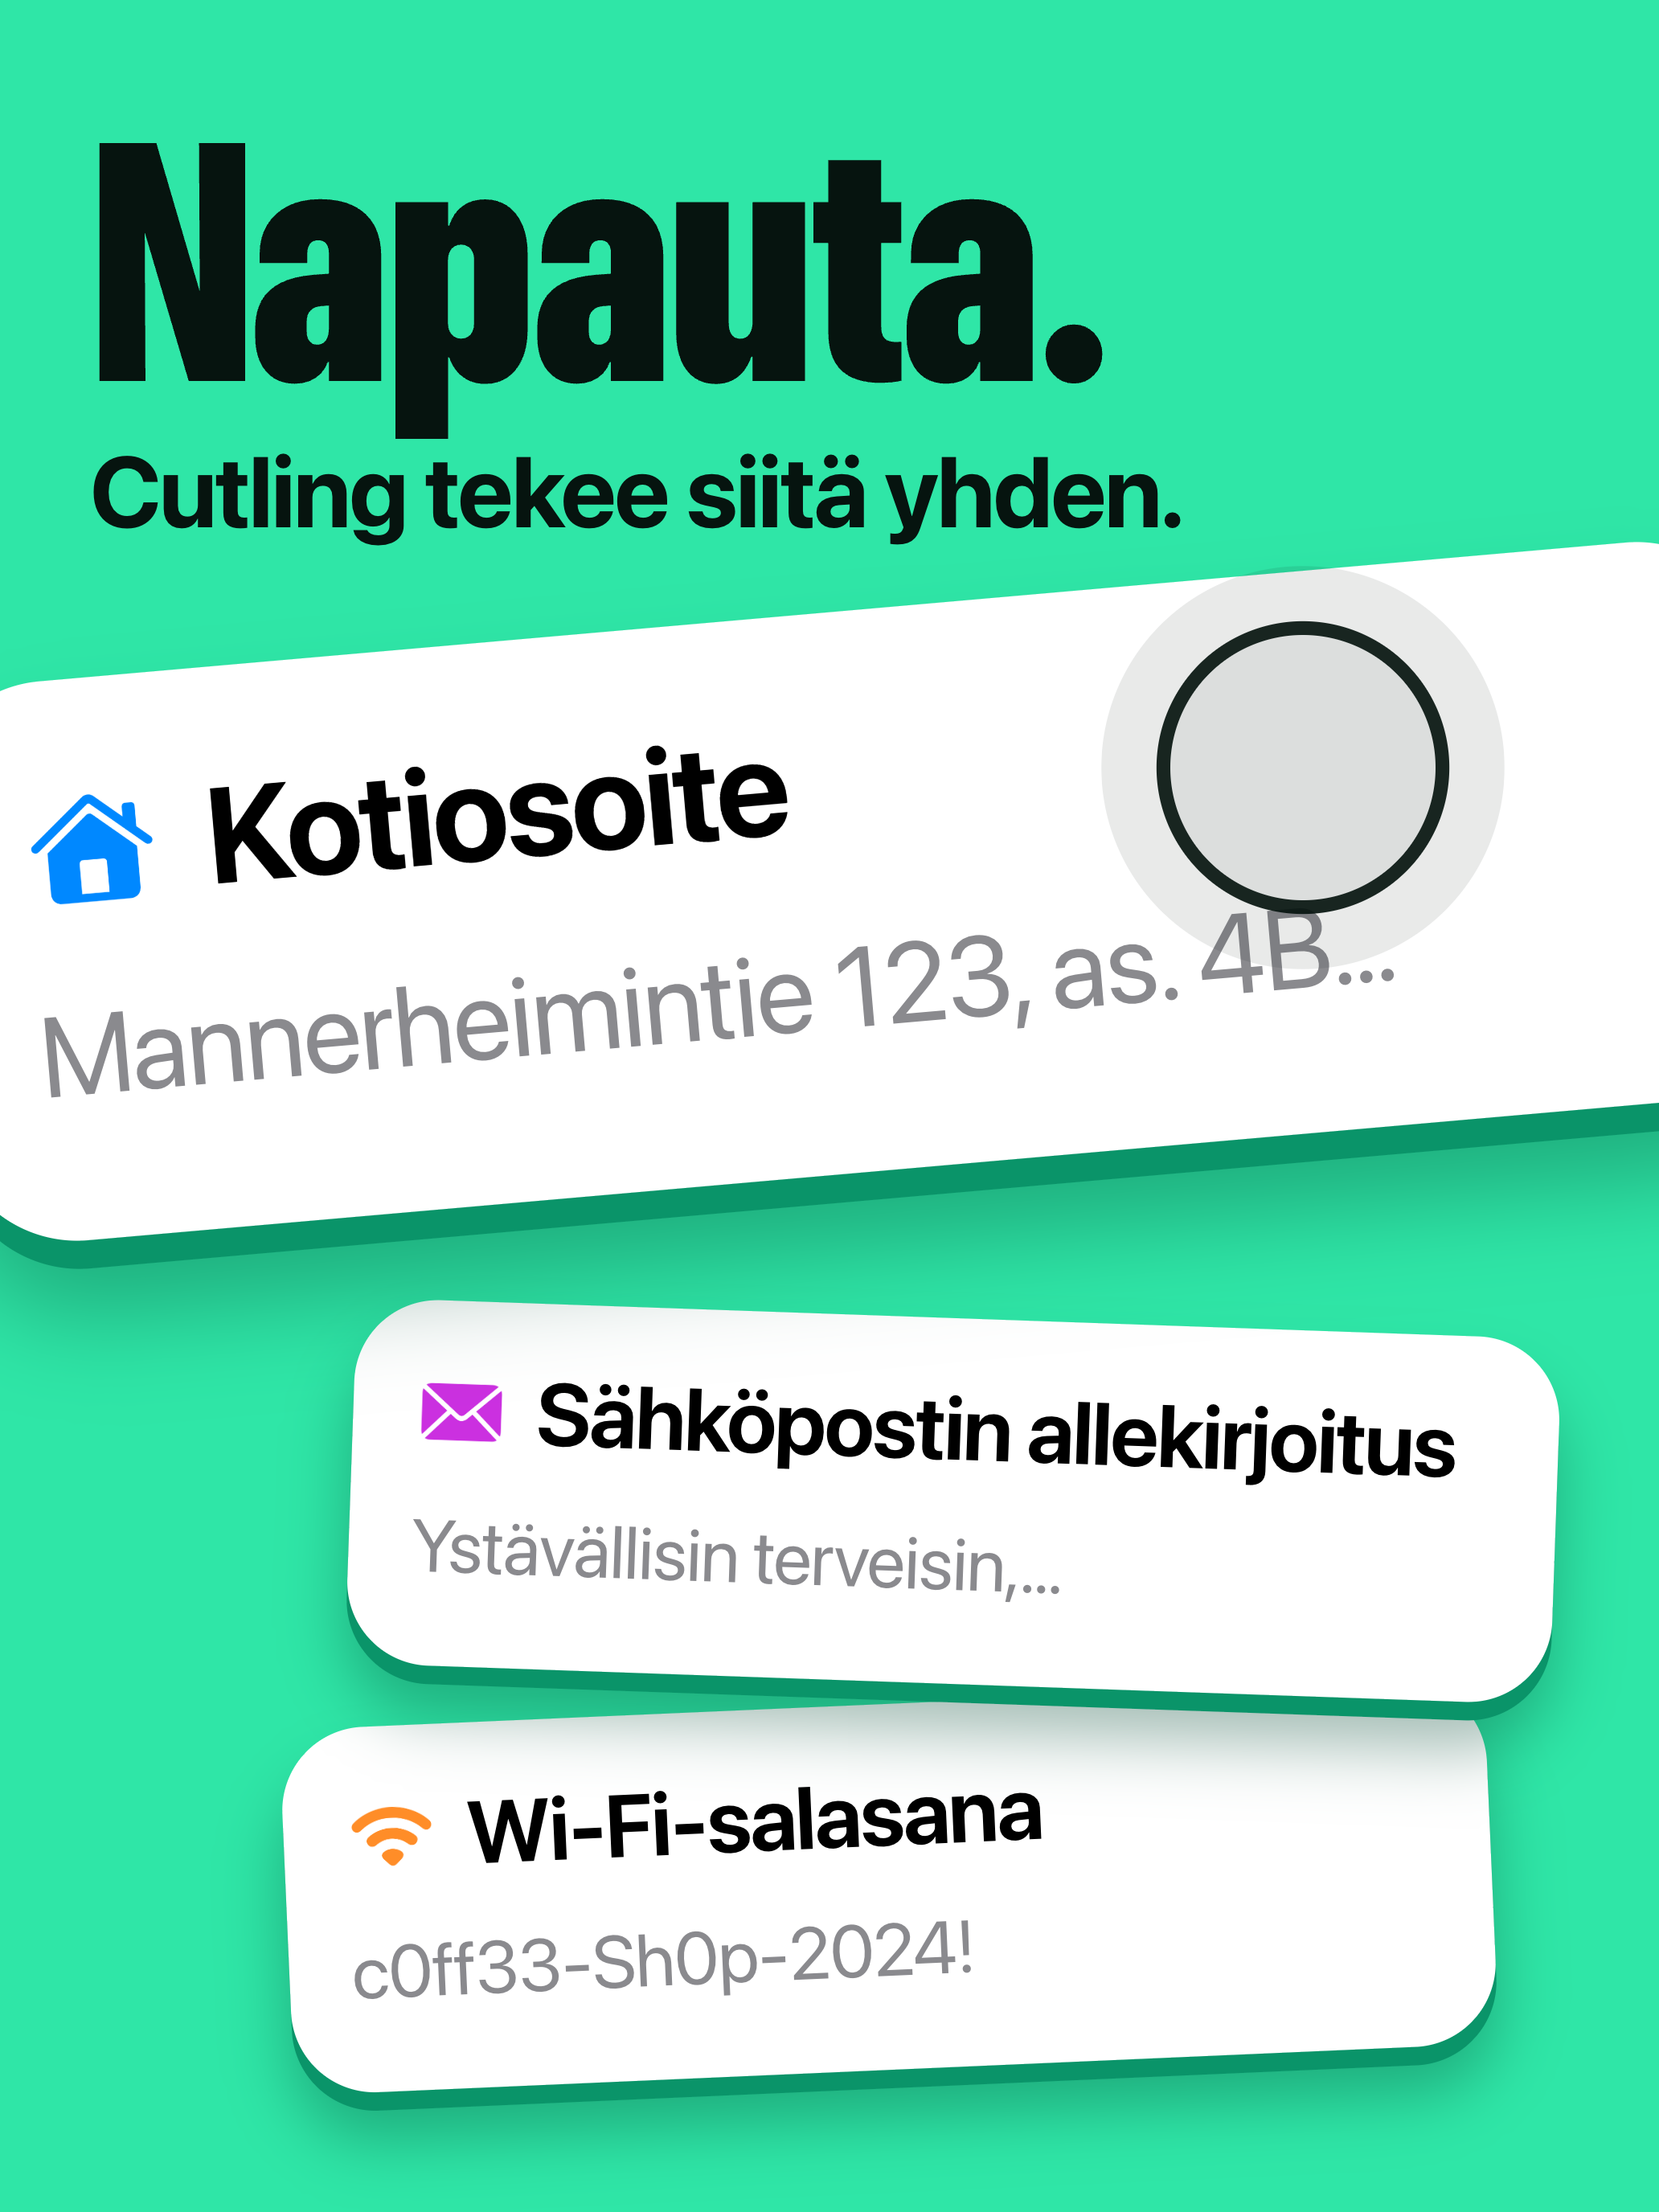 Napauta.
Cutling tekee siitä yhden.
Kotiosoite
Mannerheimintie 123, as. 4B...
Sähköpostin allekirjoitus
Ystävällisin terveisin,...
Wi-Fi-salasana
c0ff33-Sh0p-2024!